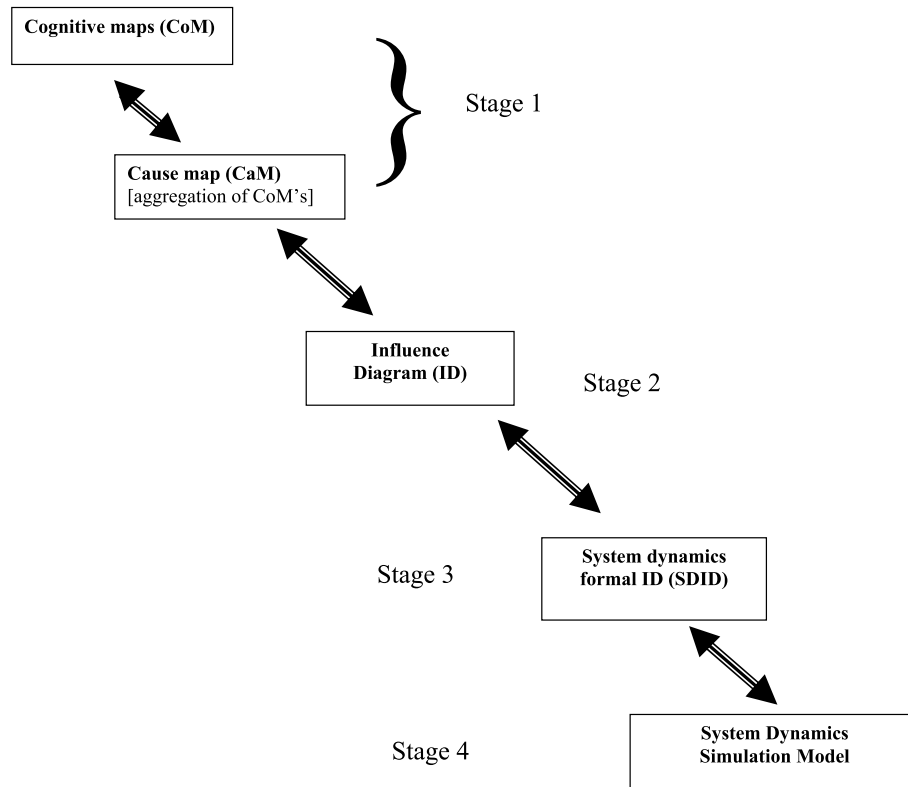 Cognitive maps (CoM)
Stage 1
Cause map (CaM)
[aggregation of CoM's]
Influence
Diagram (ID)
Stage 2
System dynamics
formal ID (SDID)
Stage 3
System Dynamics
Simulation Model
Stage 4